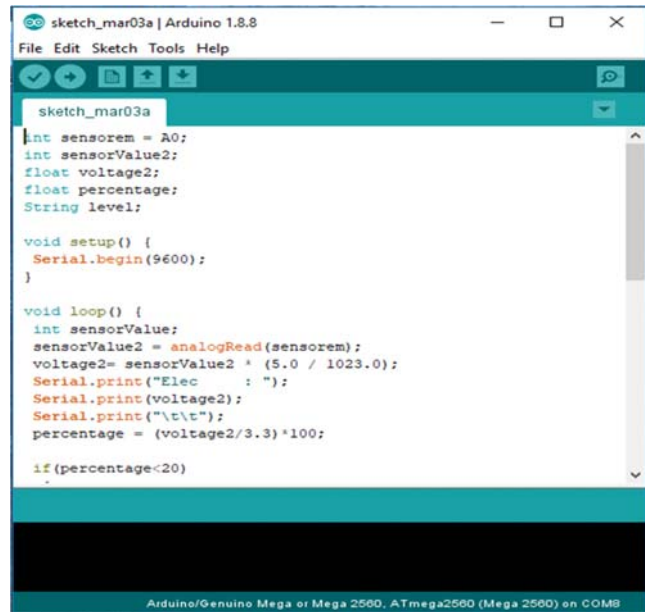 sketch_mar03a | Arduino 1.8.8
File Edit Sketch Tools Help
sketch_mar03a
int sensorem = A0;
int sensorValue2;
float voltage2;
float percentage;
String level;
void setup() {
Serial.begin(9600);
}
void loop() {
int sensorValue;
sensorValue2 = analogRead(sensorem);
voltage2= sensorValue2 * (5.0 / 1023.0);
Serial.print("Elec      : ");
Serial.print(voltage2);
Serial.print("\t\t");
percentage = (voltage2/3.3)*100;
if(percentage<20)
Arduino/Genuino Mega or Mega 2560, ATmega2560 (Mega 2560) on COM8